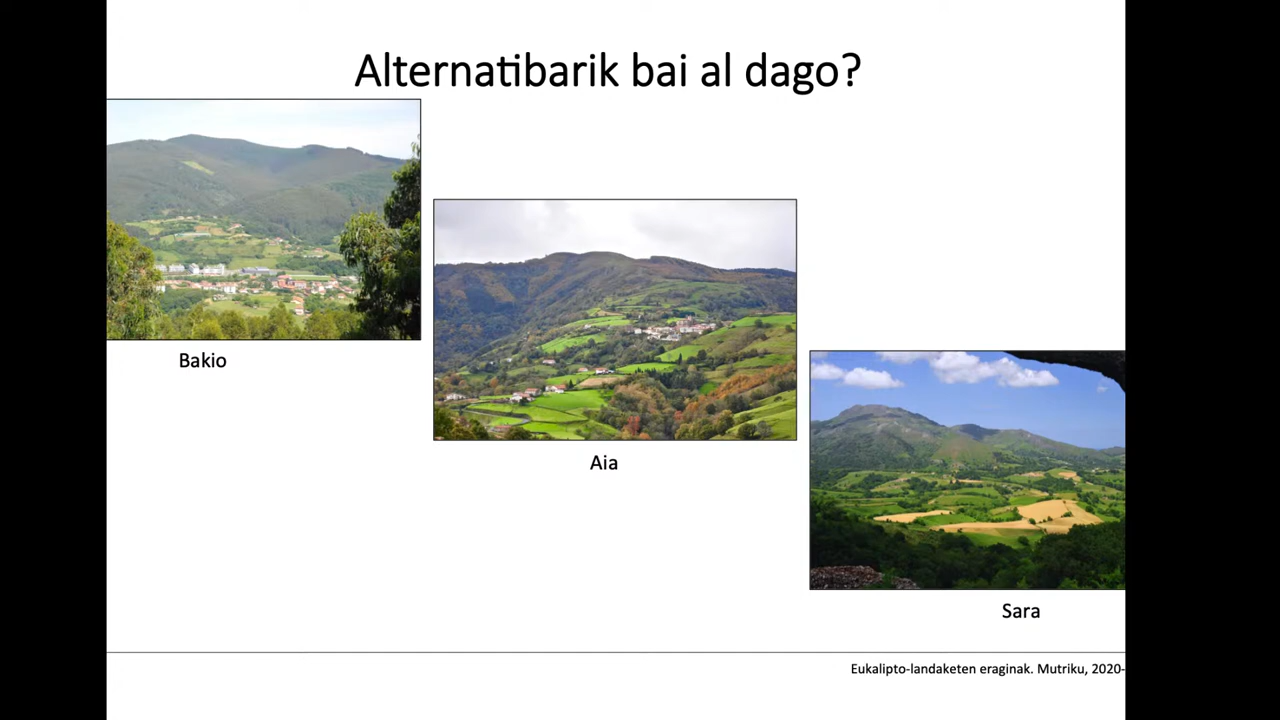 Alternatibarik bai al dago?
Bakio
Aia
Sara
Eukalipto-landaketen eraginak. Mutriku, 2020-